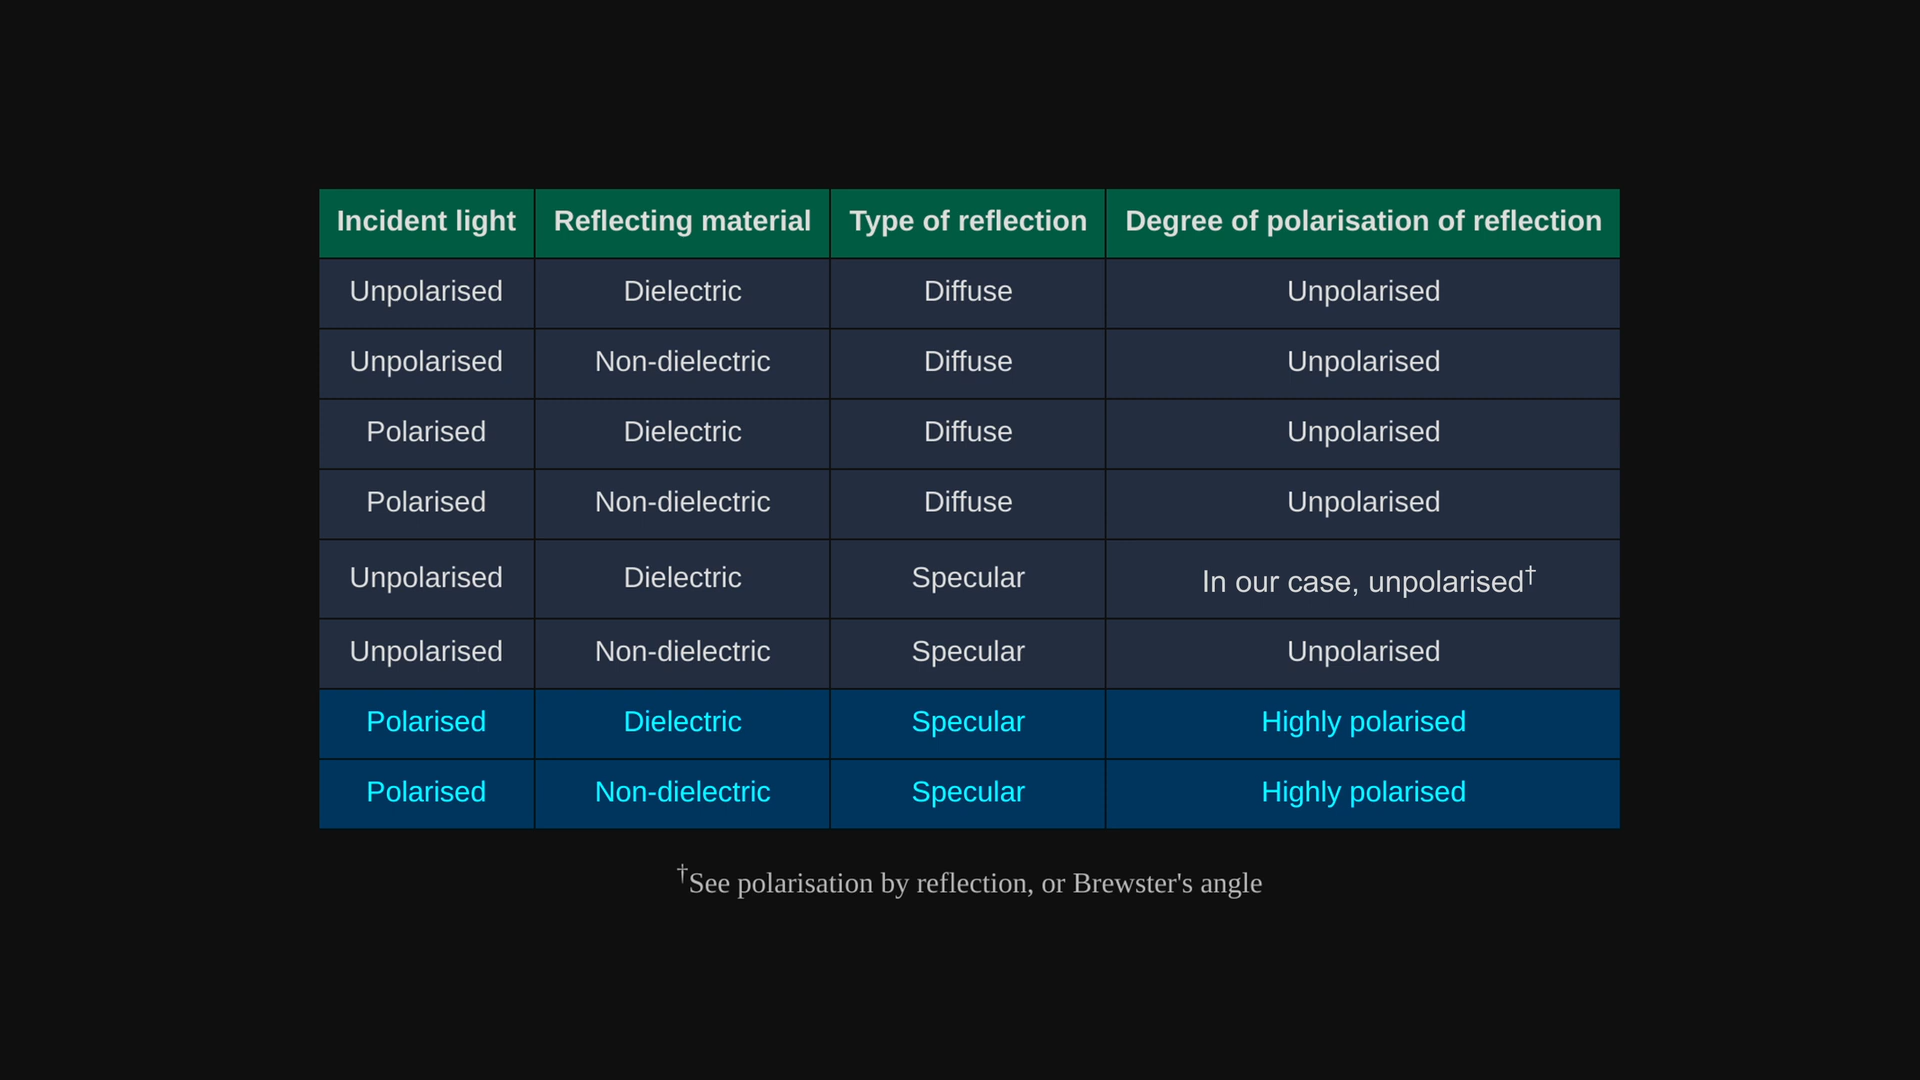 Incident light Reflecting material Type of reflection Degree of polarisation of reflection
Unpolarised Dielectric Diffuse Unpolarised
Unpolarised Non-dielectric Diffuse Unpolarised
Polarised Dielectric Diffuse Unpolarised
Polarised Non-dielectric Diffuse Unpolarised
Unpolarised Dielectric Specular In our case, unpolarised†
Unpolarised Non-dielectric Specular Unpolarised
Polarised Dielectric Specular Highly polarised
Polarised Non-dielectric Specular Highly polarised
†See polarisation by reflection, or Brewster's angle